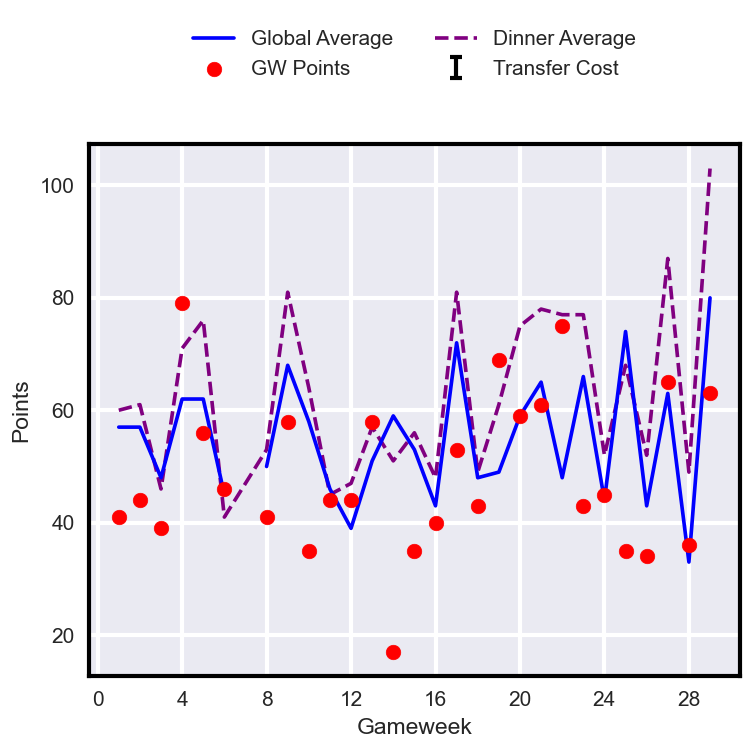 Global Average
Dinner Average
GW Points
Transfer Cost
100
80
60
40
20
Points
0 4 8 12 16 20 24 28
Gameweek